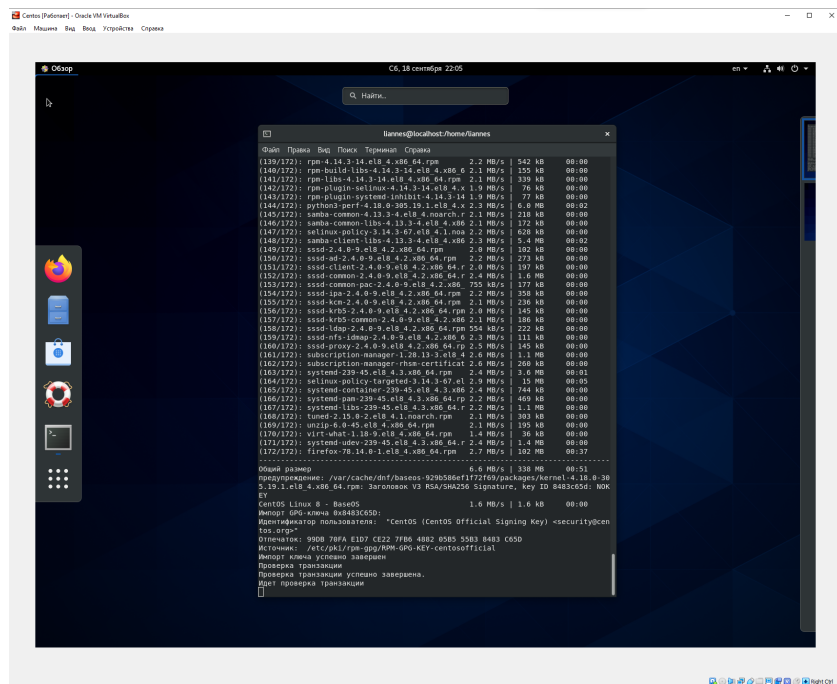 Centos [Работает] - Oracle VM VirtualBox
Файл Машина Вид Ввод Устройства Справка
Обзор
Сб, 18 сентября 22:05
en
Найти...
liannes@localhost:/home/liannes
Файл Правка Вид Поиск Терминал Справка
(139/172): rpm-4.14.3-14.el8_4.x86_64.rpm 2.2 MB/s | 542 kB 00:00
(140/172): rpm-build-libs-4.14.3-14.el8_4.x86_6 2.1 MB/s | 155 kB 00:00
(141/172): rpm-libs-4.14.3-14.el8_4.x86_64.rpm 2.1 MB/s | 339 kB 00:00
(142/172): rpm-plugin-selinux-4.14.3-14.el8_4.x 1.9 MB/s | 76 kB 00:00
(143/172): rpm-plugin-systemd-inhibit-4.14.3-14 1.9 MB/s | 77 kB 00:00
(144/172): python3-perf-4.18.0-305.19.1.el8_4.x 2.3 MB/s | 6.0 MB 00:02
(145/172): samba-common-4.13.3-4.el8_4.noarch.r 2.1 MB/s | 218 kB 00:00
(146/172): samba-common-libs-4.13.3-4.el8_4.x86 2.1 MB/s | 172 kB 00:00
(147/172): selinux-policy-3.14.3-67.el8_4.1.noa 2.2 MB/s | 628 kB 00:00
(148/172): samba-client-libs-4.13.3-4.el8_4.x86 2.3 MB/s | 5.4 MB 00:02
(149/172): sssd-2.4.0-9.el8_4.2.x86_64.rpm 2.0 MB/s | 102 kB 00:00
(150/172): sssd-ad-2.4.0-9.el8_4.2.x86_64.rpm 2.2 MB/s | 273 kB 00:00
(151/172): sssd-client-2.4.0-9.el8_4.2.x86_64.r 2.0 MB/s | 197 kB 00:00
(152/172): sssd-common-2.4.0-9.el8_4.2.x86_64.r 2.4 MB/s | 1.6 MB 00:00
(153/172): sssd-common-pac-2.4.0-9.el8_4.2.x86_ 755 kB/s | 177 kB 00:00
(154/172): sssd-ipa-2.4.0-9.el8_4.2.x86_64.rpm 2.2 MB/s | 358 kB 00:00
(155/172): sssd-kcm-2.4.0-9.el8_4.2.x86_64.rpm 2.1 MB/s | 236 kB 00:00
(156/172): sssd-krb5-2.4.0-9.el8_4.2.x86_64.rpm 2.0 MB/s | 145 kB 00:00
(157/172): sssd-krb5-common-2.4.0-9.el8_4.2.x86 2.1 MB/s | 186 kB 00:00
(158/172): sssd-ldap-2.4.0-9.el8_4.2.x86_64.rpm 554 kB/s | 222 kB 00:00
(159/172): sssd-nfs-idmap-2.4.0-9.el8_4.2.x86_6 2.3 MB/s | 111 kB 00:00
(160/172): sssd-proxy-2.4.0-9.el8_4.2.x86_64.rp 2.5 MB/s | 145 kB 00:00
(161/172): subscription-manager-1.28.13-3.el8_4 2.6 MB/s | 1.1 MB 00:00
(162/172): subscription-manager-rhsm-certificat 2.6 MB/s | 260 kB 00:00
(163/172): systemd-239-45.el8_4.3.x86_64.rpm 2.4 MB/s | 3.6 MB 00:01
(164/172): selinux-policy-targeted-3.14.3-67.el 2.9 MB/s | 15 MB 00:05
(165/172): systemd-container-239-45.el8_4.3.x86 2.4 MB/s | 744 kB 00:00
(166/172): systemd-pam-239-45.el8_4.3.x86_64.rp 2.2 MB/s | 469 kB 00:00
(167/172): systemd-libs-239-45.el8_4.3.x86_64.r 2.2 MB/s | 1.1 MB 00:00
(168/172): tuned-2.15.0-2.el8_4.1.noarch.rpm 2.1 MB/s | 303 kB 00:00
(169/172): unzip-6.0-45.el8_4.x86_64.rpm 2.1 MB/s | 195 kB 00:00
(170/172): virt-what-1.18-9.el8_4.x86_64.rpm 1.4 MB/s | 36 kB 00:00
(171/172): systemd-udev-239-45.el8_4.3.x86_64.r 2.4 MB/s | 1.4 MB 00:00
(172/172): firefox-78.14.0-1.el8_4.x86_64.rpm 2.7 MB/s | 102 MB 00:37
--------------------------------------------------------------------------------
Общий размер 6.6 MB/s | 338 MB 00:51
предупреждение: /var/cache/dnf/baseos-929b586ef1f72f69/packages/kernel-4.18.0-30
5.19.1.el8_4.x86_64.rpm: Заголовок V3 RSA/SHA256 Signature, key ID 8483c65d: NOK
EY
CentOS Linux 8 - BaseOS 1.6 MB/s | 1.6 kB 00:00
Импорт GPG-ключа 0x8483C65D:
Идентификатор пользователя: "CentOS (CentOS Official Signing Key) <security@cen
tos.org>"
Отпечаток: 99DB 70FA E1D7 CE22 7FB6 4882 05B5 55B3 8483 C65D
Источник: /etc/pki/rpm-gpg/RPM-GPG-KEY-centosofficial
Импорт ключа успешно завершен
Проверка транзакции
Проверка транзакции успешно завершена.
Идет проверка транзакции
Right Ctrl